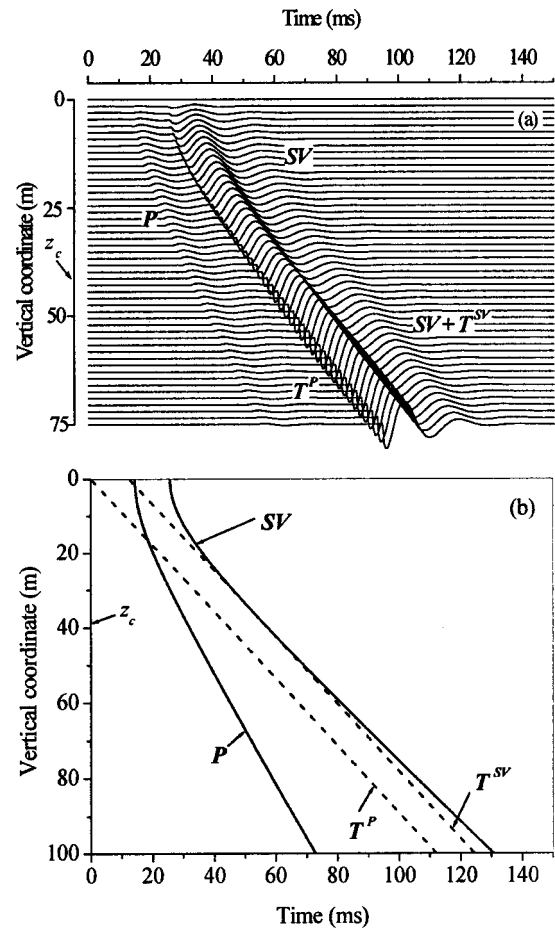 Time (ms)
0 20 40 60 80 100 120 140
0
25
50
75
Vertical coordinate (m)
z_c
(a)
SV
P
SV + T^SV
T^P
0
20
40
60
80
100
Vertical coordinate (m)
z_c
(b)
SV
P
T^P
T^SV
0 20 40 60 80 100 120 140
Time (ms)